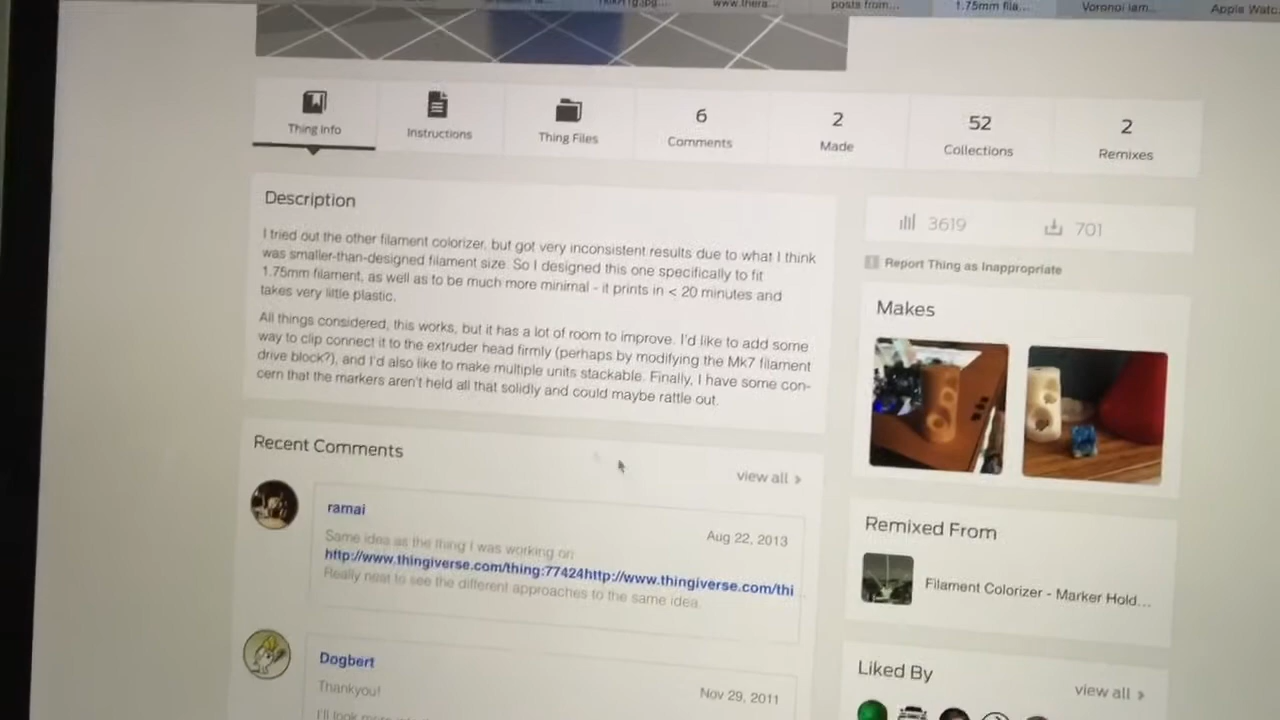 www.thera...
posts from...
1.75mm fila...
Voronoi lam...
Apple Watc...
Thing Info
Instructions
Thing Files
6
Comments
2
Made
52
Collections
2
Remixes
Description
I tried out the other filament colorizer, but got very inconsistent results due to what I think
was smaller-than-designed filament size. So I designed this one specifically to fit
1.75mm filament, as well as to be much more minimal - it prints in < 20 minutes and
takes very little plastic.
All things considered, this works, but it has a lot of room to improve. I'd like to add some
way to clip connect it to the extruder head firmly (perhaps by modifying the Mk7 filament
drive block?), and I'd also like to make multiple units stackable. Finally, I have some con-
cern that the markers aren't held all that solidly and could maybe rattle out.
3619
701
Report Thing as Inappropriate
Makes
Recent Comments
view all »
ramai
Aug 22, 2013
Same idea as the thing I was working on
http://www.thingiverse.com/thing:77424http://www.thingiverse.com/thi
Really neat to see the different approaches to the same idea.
Remixed From
Filament Colorizer - Marker Hold...
Dogbert
Nov 29, 2011
Thankyou!
Liked By
view all »